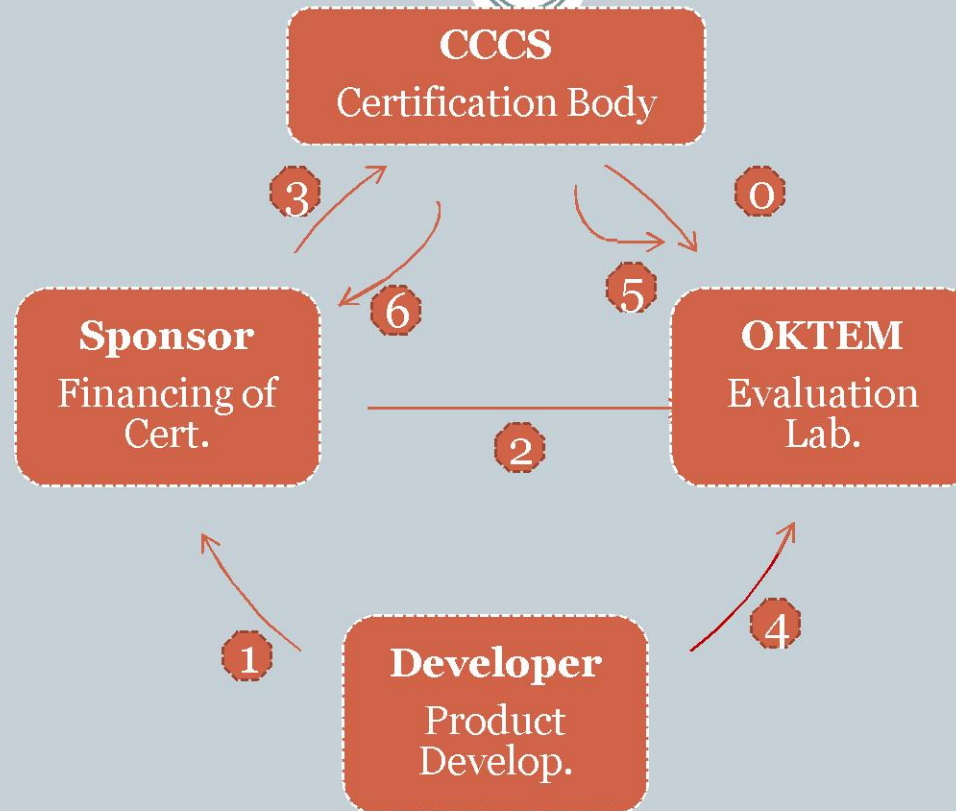 CCCS
Certification Body
3
0
6
5
Sponsor
Financing of
Cert.
OKTEM
Evaluation
Lab.
2
1
4
Developer
Product
Develop.